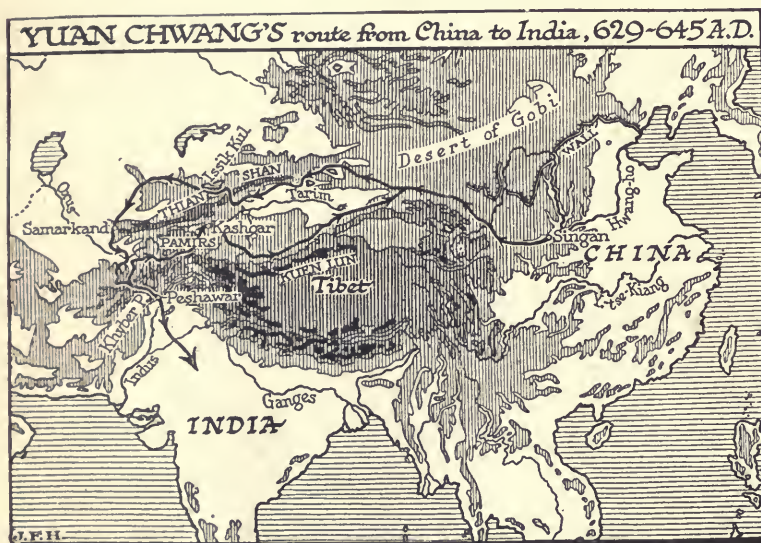 YUAN CHWANG'S route from China to India, 629-645 A.D.
Desert of Gobi
WALL
Issik Kul
Oxus
THIAN SHAN
Tarim
Hwang-ho
Samarkand
Kashgar
Singan
PAMIRS
CHINA
KUEN LUN
Tibet
Peshawar
Y'tse-Kiang
Khyber P.
Indus
Ganges
INDIA
J.F.H.